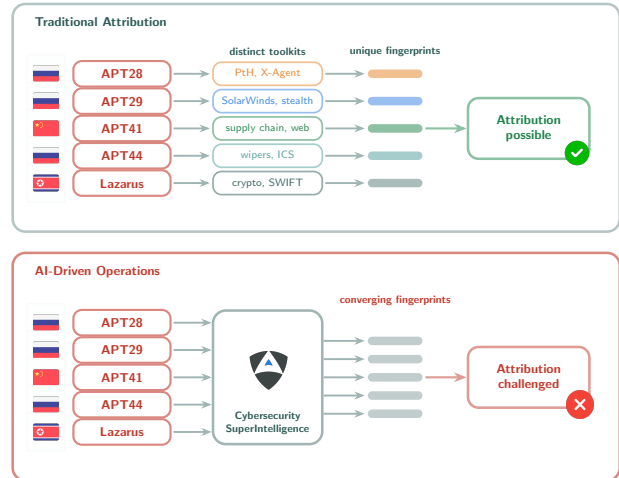 Traditional Attribution
distinct toolkits
unique fingerprints
APT28
PtH, X-Agent
APT29
SolarWinds, stealth
APT41
supply chain, web
APT44
wipers, ICS
Lazarus
crypto, SWIFT
Attribution
possible
AI-Driven Operations
converging fingerprints
APT28
APT29
APT41
APT44
Lazarus
Cybersecurity
SuperIntelligence
Attribution
challenged